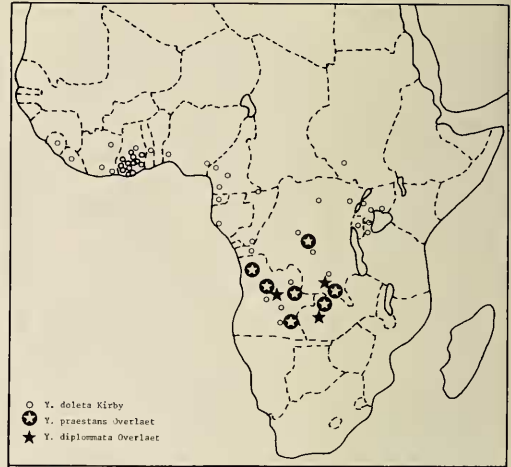 Y. doleta Kirby
Y. praestans Overlaet
Y. diplommata Overlaet